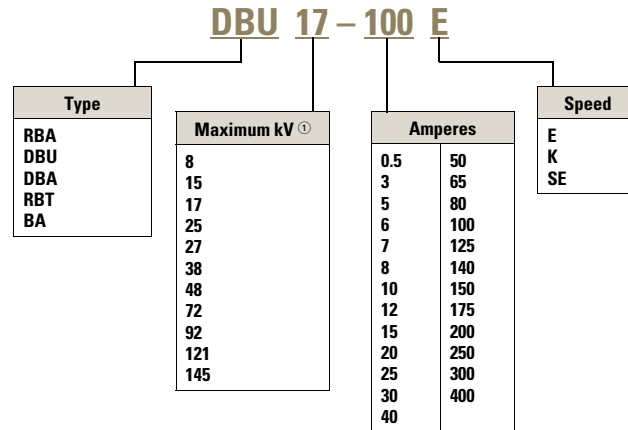 DBU 17 – 100 E
Type
RBA
DBU
DBA
RBT
BA
Maximum kV ①
8
15
17
25
27
38
48
72
92
121
145
Amperes
0.5 50
3 65
5 80
6 100
7 125
8 140
10 150
12 175
15 200
20 250
25 300
30 400
40
Speed
E
K
SE